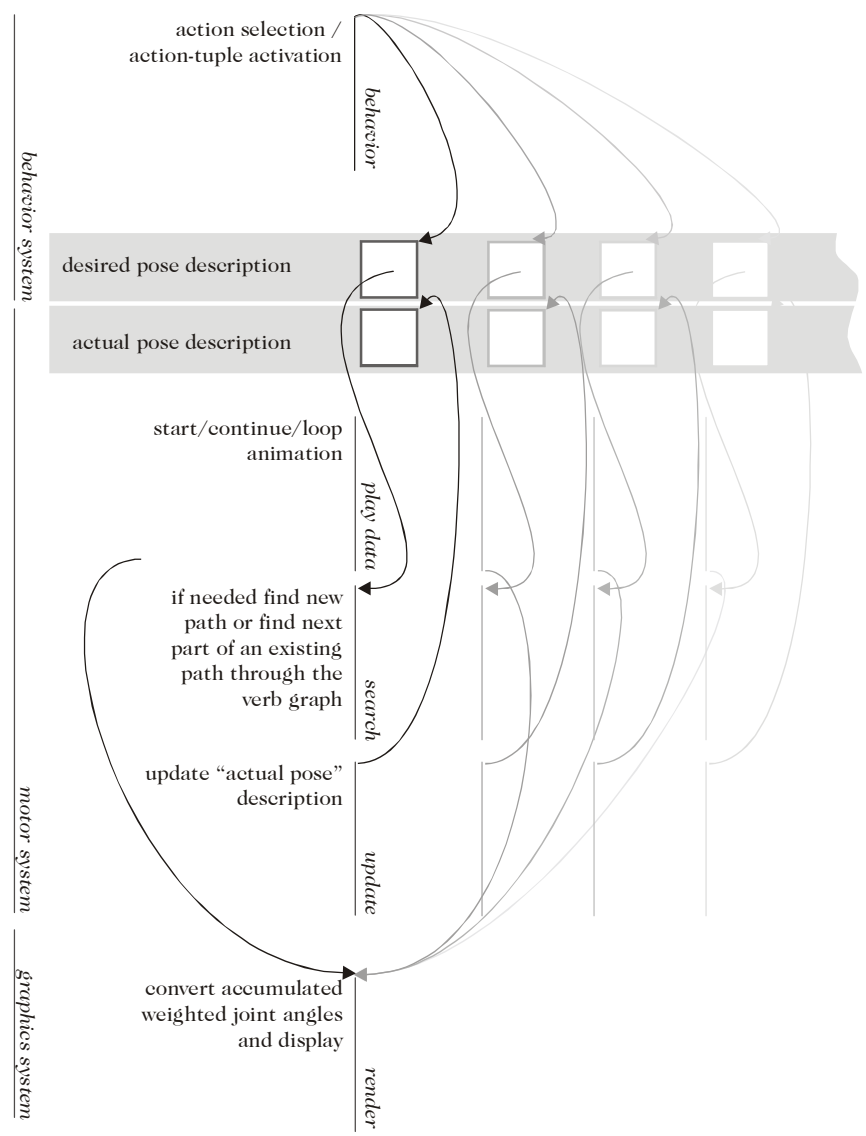 action selection /
action-tuple activation
behavior
behavior system
desired pose description
actual pose description
start/continue/loop
animation
play data
if needed find new
path or find next
part of an existing
path through the
verb graph
search
update “actual pose”
description
update
motor system
convert accumulated
weighted joint angles
and display
render
graphics system